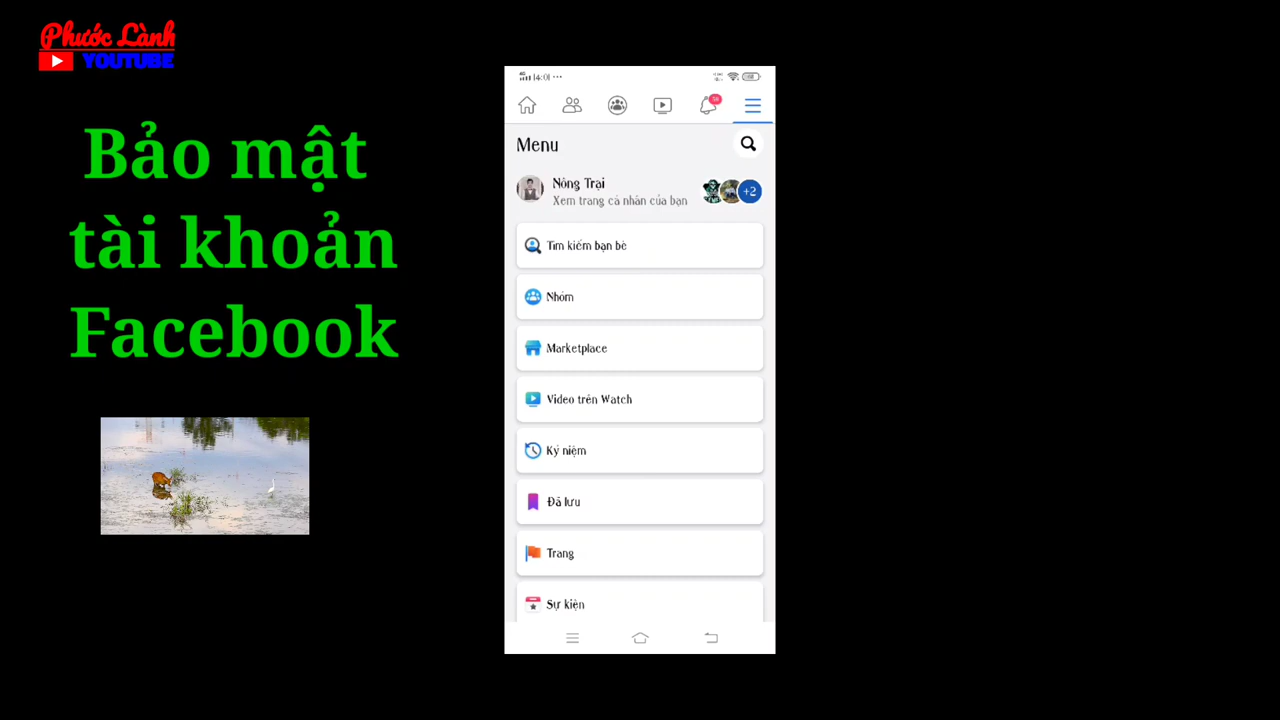 Phước Lành
YOUTUBE
Bảo mật
tài khoản
Facebook
Menu
Nông Trại
Xem trang cá nhân của bạn
+2
Tìm kiếm bạn bè
Nhóm
Marketplace
Video trên Watch
Kỷ niệm
Đã lưu
Trang
Sự kiện